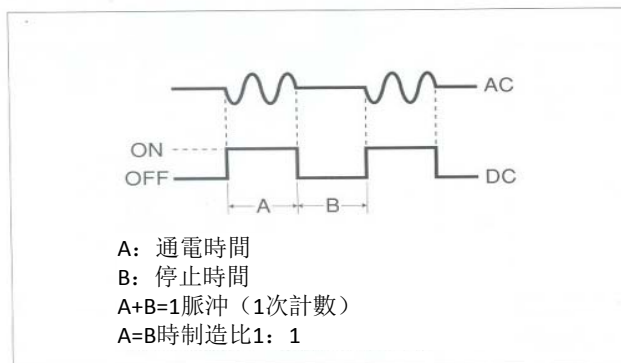 AC
ON
OFF
DC
A
B
A：通電時間
B：停止時間
A+B=1脈沖（1次計數）
A=B時制造比1：1